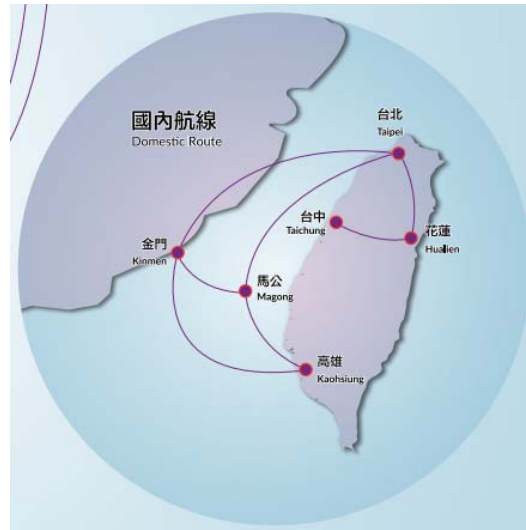 國內航線
Domestic Route
台北
Taipei
台中
Taichung
花蓮
Hualien
金門
Kinmen
馬公
Magong
高雄
Kaohsiung